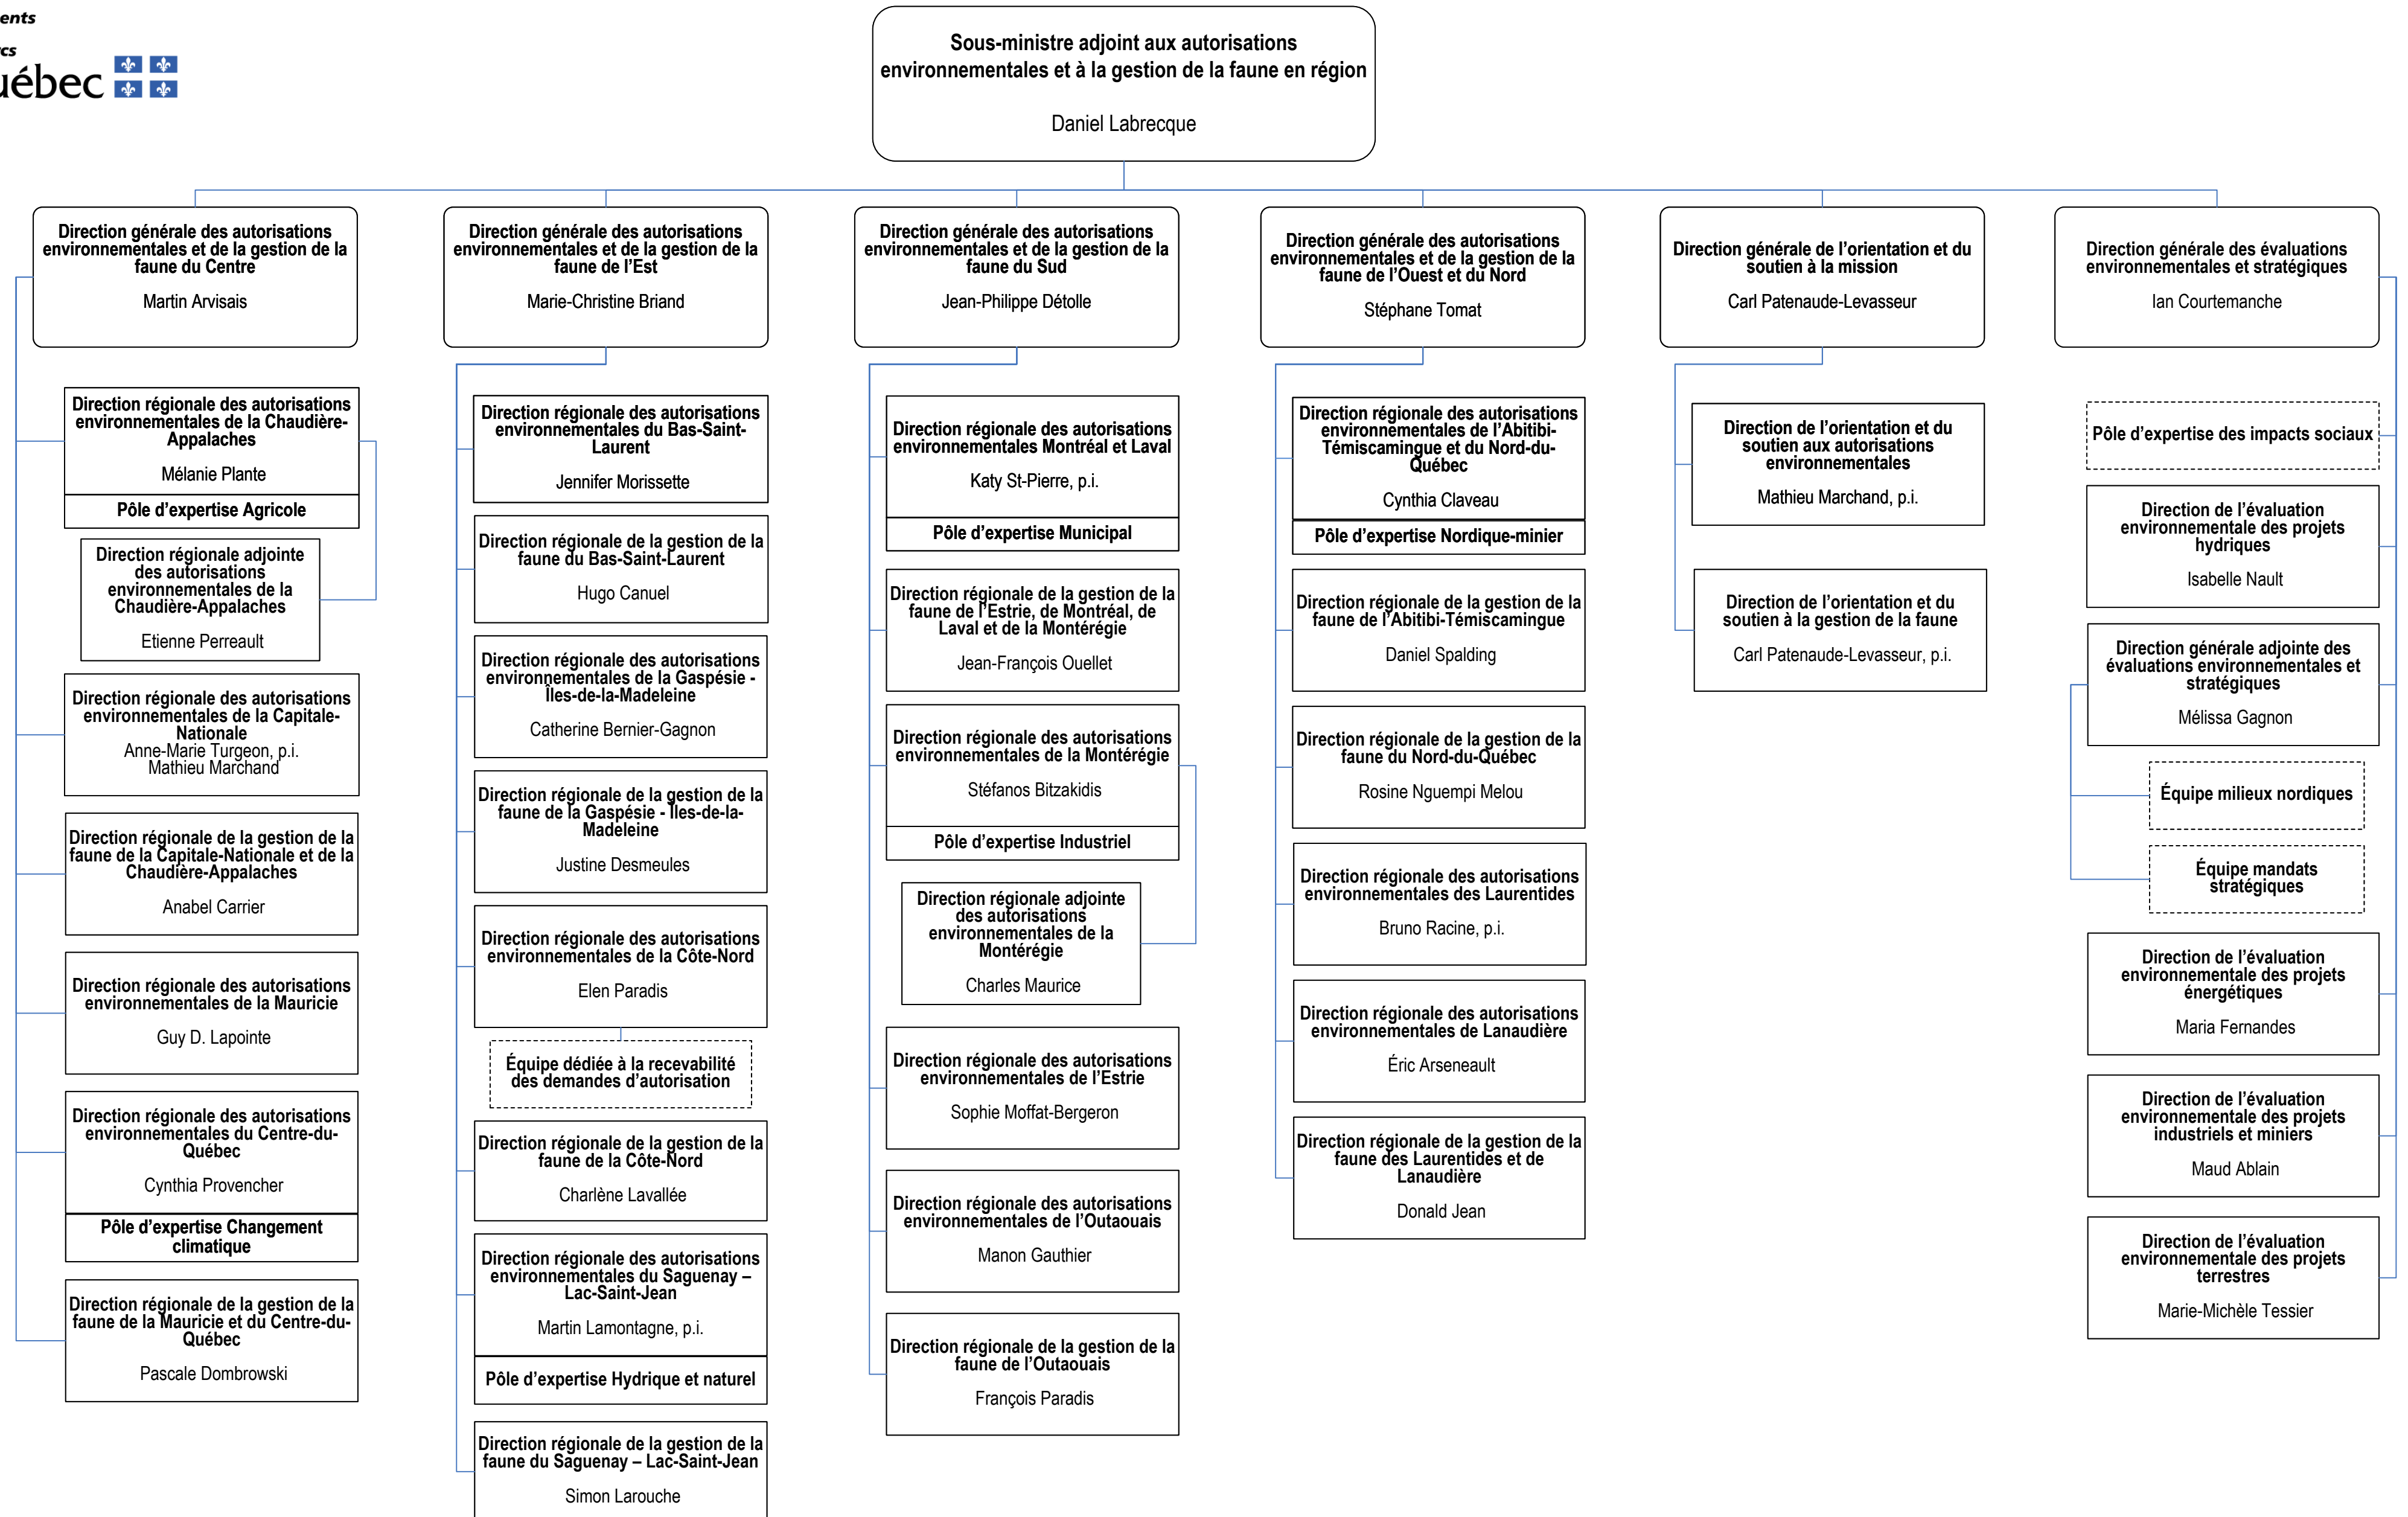 ents
cs
uébec
Sous-ministre adjoint aux autorisations
environnementales et à la gestion de la faune en région
Daniel Labrecque
Direction générale des autorisations
environnementales et de la gestion de la
faune du Centre
Martin Arvisais
Direction régionale des autorisations
environnementales de la Chaudière-
Appalaches
Mélanie Plante
Pôle d'expertise Agricole
Direction régionale adjointe
des autorisations
environnementales de la
Chaudière-Appalaches
Etienne Perreault
Direction régionale des autorisations
environnementales de la Capitale-
Nationale
Anne-Marie Turgeon, p.i.
Mathieu Marchand
Direction régionale de la gestion de la
faune de la Capitale-Nationale et de la
Chaudière-Appalaches
Anabel Carrier
Direction régionale des autorisations
environnementales de la Mauricie
Guy D. Lapointe
Direction régionale des autorisations
environnementales du Centre-du-
Québec
Cynthia Provencher
Pôle d'expertise Changement
climatique
Direction régionale de la gestion de la
faune de la Mauricie et du Centre-du-
Québec
Pascale Dombrowski
Direction générale des autorisations
environnementales et de la gestion de la
faune de l'Est
Marie-Christine Briand
Direction régionale des autorisations
environnementales du Bas-Saint-
Laurent
Jennifer Morissette
Direction régionale de la gestion de la
faune du Bas-Saint-Laurent
Hugo Canuel
Direction régionale des autorisations
environnementales de la Gaspésie -
Îles-de-la-Madeleine
Catherine Bernier-Gagnon
Direction régionale de la gestion de la
faune de la Gaspésie - Îles-de-la-
Madeleine
Justine Desmeules
Direction régionale des autorisations
environnementales de la Côte-Nord
Elen Paradis
Équipe dédiée à la recevabilité
des demandes d'autorisation
Direction régionale de la gestion de la
faune de la Côte-Nord
Charlène Lavallée
Direction régionale des autorisations
environnementales du Saguenay –
Lac-Saint-Jean
Martin Lamontagne, p.i.
Pôle d'expertise Hydrique et naturel
Direction régionale de la gestion de la
faune du Saguenay – Lac-Saint-Jean
Simon Larouche
Direction générale des autorisations
environnementales et de la gestion de la
faune du Sud
Jean-Philippe Détolle
Direction régionale des autorisations
environnementales Montréal et Laval
Katy St-Pierre, p.i.
Pôle d'expertise Municipal
Direction régionale de la gestion de la
faune de l'Estrie, de Montréal, de
Laval et de la Montérégie
Jean-François Ouellet
Direction régionale des autorisations
environnementales de la Montérégie
Stéfanos Bitzakidis
Pôle d'expertise Industriel
Direction régionale adjointe
des autorisations
environnementales de la
Montérégie
Charles Maurice
Direction régionale des autorisations
environnementales de l'Estrie
Sophie Moffat-Bergeron
Direction régionale des autorisations
environnementales de l'Outaouais
Manon Gauthier
Direction régionale de la gestion de la
faune de l'Outaouais
François Paradis
Direction générale des autorisations
environnementales et de la gestion de la
faune de l'Ouest et du Nord
Stéphane Tomat
Direction régionale des autorisations
environnementales de l'Abitibi-
Témiscamingue et du Nord-du-
Québec
Cynthia Claveau
Pôle d'expertise Nordique-minier
Direction régionale de la gestion de la
faune de l'Abitibi-Témiscamingue
Daniel Spalding
Direction régionale de la gestion de la
faune du Nord-du-Québec
Rosine Nguempi Melou
Direction régionale des autorisations
environnementales des Laurentides
Bruno Racine, p.i.
Direction régionale des autorisations
environnementales de Lanaudière
Éric Arseneault
Direction régionale de la gestion de la
faune des Laurentides et de
Lanaudière
Donald Jean
Direction générale de l'orientation et du
soutien à la mission
Carl Patenaude-Levasseur
Direction de l'orientation et du
soutien aux autorisations
environnementales
Mathieu Marchand, p.i.
Direction de l'orientation et du
soutien à la gestion de la faune
Carl Patenaude-Levasseur, p.i.
Direction générale des évaluations
environnementales et stratégiques
Ian Courtemanche
Pôle d'expertise des impacts sociaux
Direction de l'évaluation
environnementale des projets
hydriques
Isabelle Nault
Direction générale adjointe des
évaluations environnementales et
stratégiques
Mélissa Gagnon
Équipe milieux nordiques
Équipe mandats
stratégiques
Direction de l'évaluation
environnementale des projets
énergétiques
Maria Fernandes
Direction de l'évaluation
environnementale des projets
industriels et miniers
Maud Ablain
Direction de l'évaluation
environnementale des projets
terrestres
Marie-Michèle Tessier